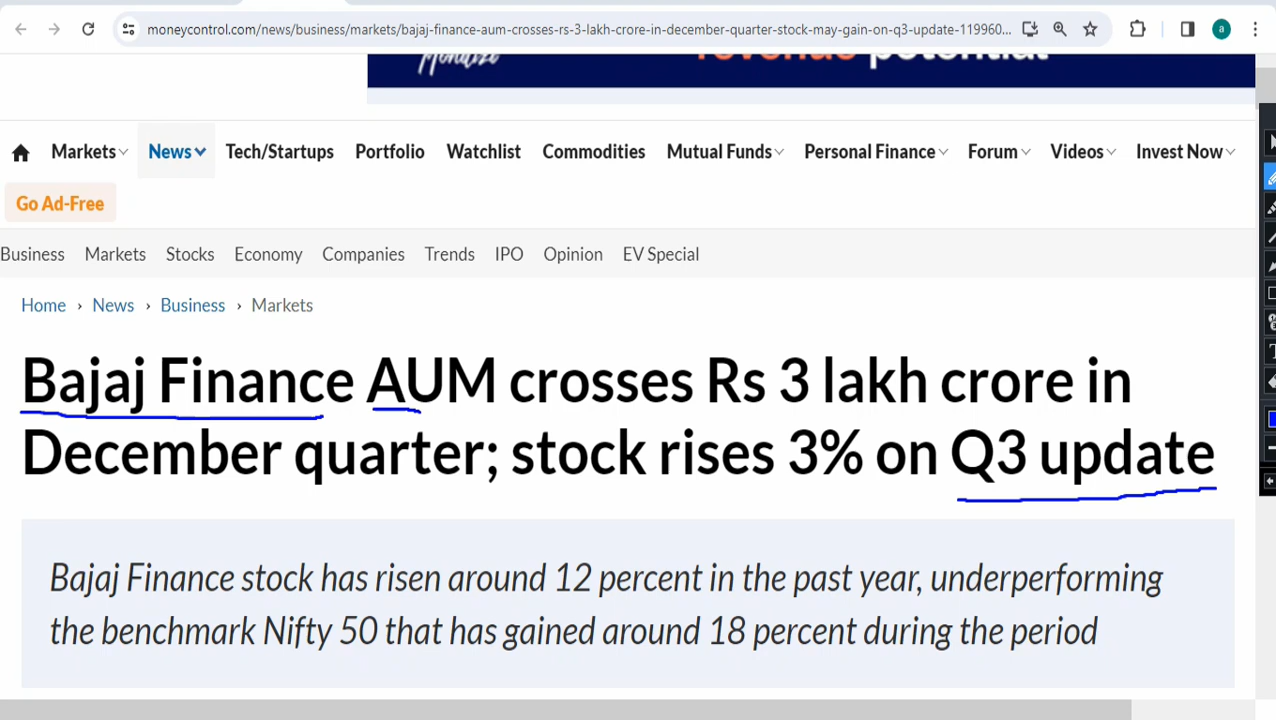 moneycontrol.com/news/business/markets/bajaj-finance-aum-crosses-rs-3-lakh-crore-in-december-quarter-stock-may-gain-on-q3-update-119960... a
Monetize revenue potential
Markets News Tech/Startups Portfolio Watchlist Commodities Mutual Funds Personal Finance Forum Videos Invest Now
Go Ad-Free
Business Markets Stocks Economy Companies Trends IPO Opinion EV Special
Home › News › Business › Markets
Bajaj Finance AUM crosses Rs 3 lakh crore in
December quarter; stock rises 3% on Q3 update
Bajaj Finance stock has risen around 12 percent in the past year, underperforming
the benchmark Nifty 50 that has gained around 18 percent during the period